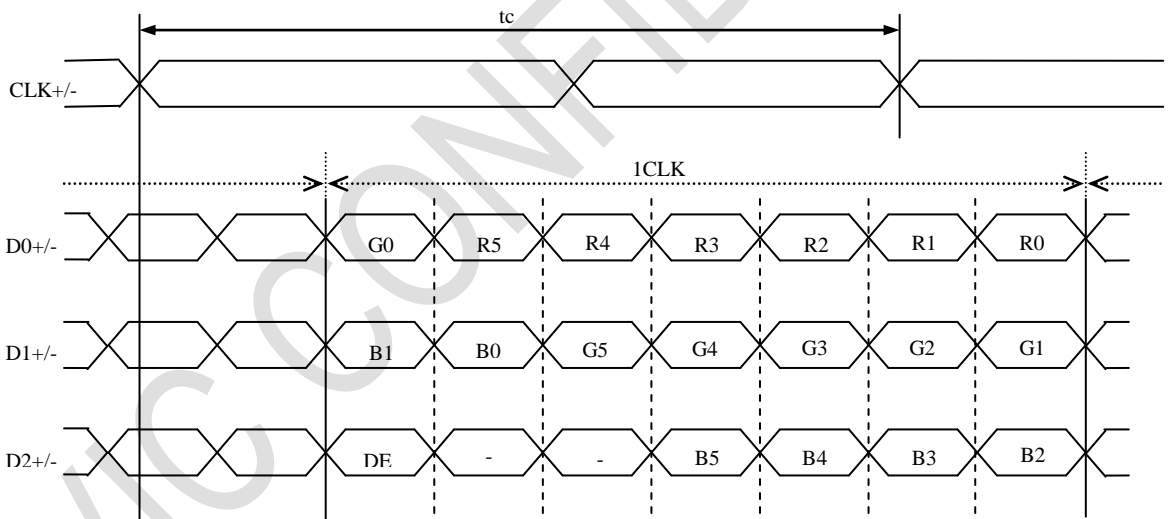 tc
CLK+/-
1CLK
D0+/- G0 R5 R4 R3 R2 R1 R0
D1+/- B1 B0 G5 G4 G3 G2 G1
D2+/- DE - - B5 B4 B3 B2